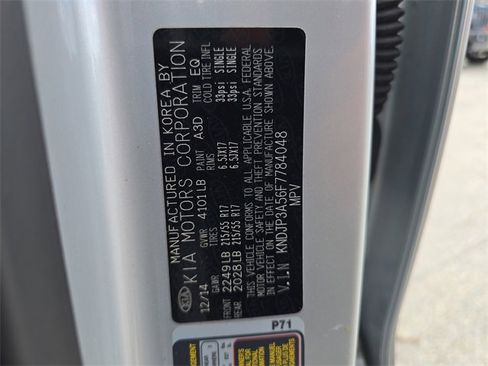 MANUFACTURED IN KOREA BY
KIA MOTORS CORPORATION
12/14 GVWR 4101LB PAINT A3D TRIM EQ
GAWR TIRES RIMS COLD TIRE INFL
FRONT 2249LB 215/55 R17 6.5JX17 33psi SINGLE
REAR 2028LB 215/55 R17 6.5JX17 33psi SINGLE
THIS VEHICLE CONFORMS TO ALL APPLICABLE U.S.A. FEDERAL
MOTOR VEHICLE SAFETY AND THEFT PREVENTION STANDARDS
IN EFFECT ON THE DATE OF MANUFACTURE SHOWN ABOVE.
V.I.N KNDJP3A56F7784048
MPV
KIA
P71